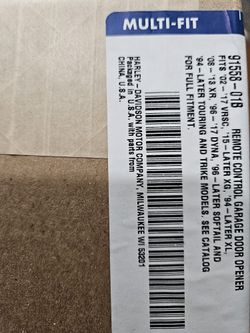 MULTI-FIT
91558-01C REMOTE CONTROL GARAGE DOOR OPENER
FITS '02 - '17 VRSC, '15-LATER XG, '94-LATER XL,
'08 - '13 XR, '96 - '17 DYNA, '96-LATER SOFTAIL AND
'94-LATER TOURING AND TRIKE MODELS. SEE CATALOG
FOR FULL FITMENT.
HARLEY-DAVIDSON MOTOR COMPANY, MILWAUKEE WI 53201
Packaged in U.S.A. with parts from
CHINA, U.S.A.